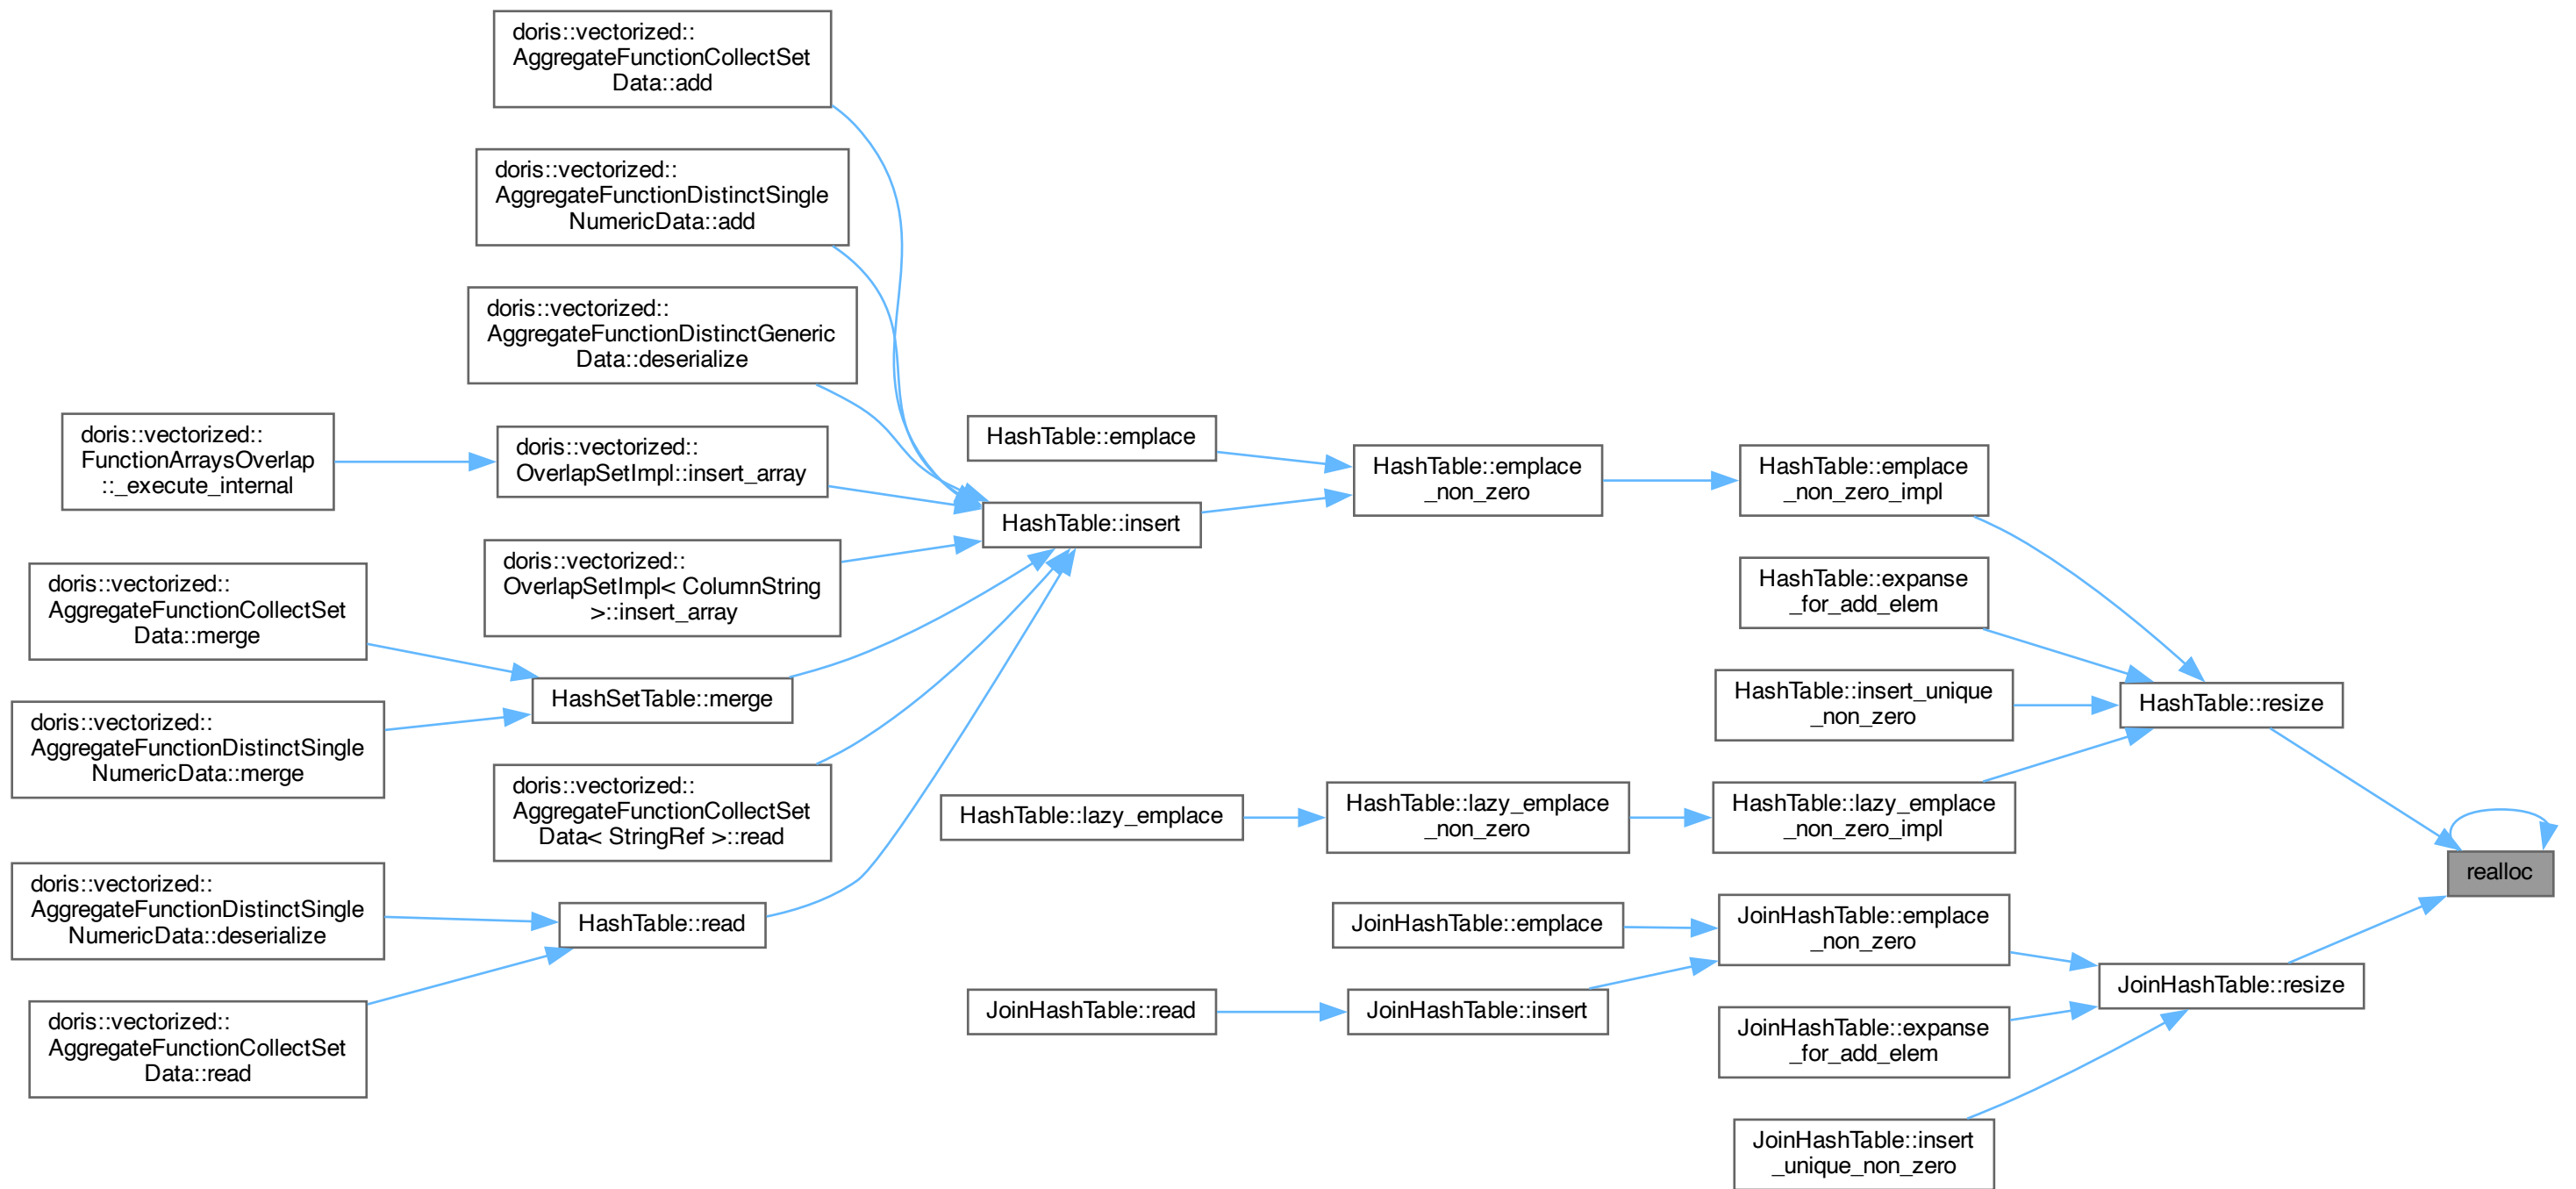 doris::vectorized::
AggregateFunctionCollectSet
Data::add
doris::vectorized::
AggregateFunctionDistinctSingle
NumericData::add
doris::vectorized::
AggregateFunctionDistinctGeneric
Data::deserialize
doris::vectorized::
FunctionArraysOverlap
::_execute_internal
doris::vectorized::
OverlapSetImpl::insert_array
doris::vectorized::
OverlapSetImpl< ColumnString
>::insert_array
doris::vectorized::
AggregateFunctionCollectSet
Data::merge
doris::vectorized::
AggregateFunctionDistinctSingle
NumericData::merge
HashSetTable::merge
doris::vectorized::
AggregateFunctionCollectSet
Data< StringRef >::read
doris::vectorized::
AggregateFunctionDistinctSingle
NumericData::deserialize
doris::vectorized::
AggregateFunctionCollectSet
Data::read
HashTable::read
HashTable::emplace
HashTable::insert
HashTable::emplace
_non_zero
HashTable::emplace
_non_zero_impl
HashTable::expanse
_for_add_elem
HashTable::insert_unique
_non_zero
HashTable::lazy_emplace
HashTable::lazy_emplace
_non_zero
HashTable::lazy_emplace
_non_zero_impl
HashTable::resize
realloc
JoinHashTable::emplace
JoinHashTable::emplace
_non_zero
JoinHashTable::read
JoinHashTable::insert
JoinHashTable::expanse
_for_add_elem
JoinHashTable::resize
JoinHashTable::insert
_unique_non_zero